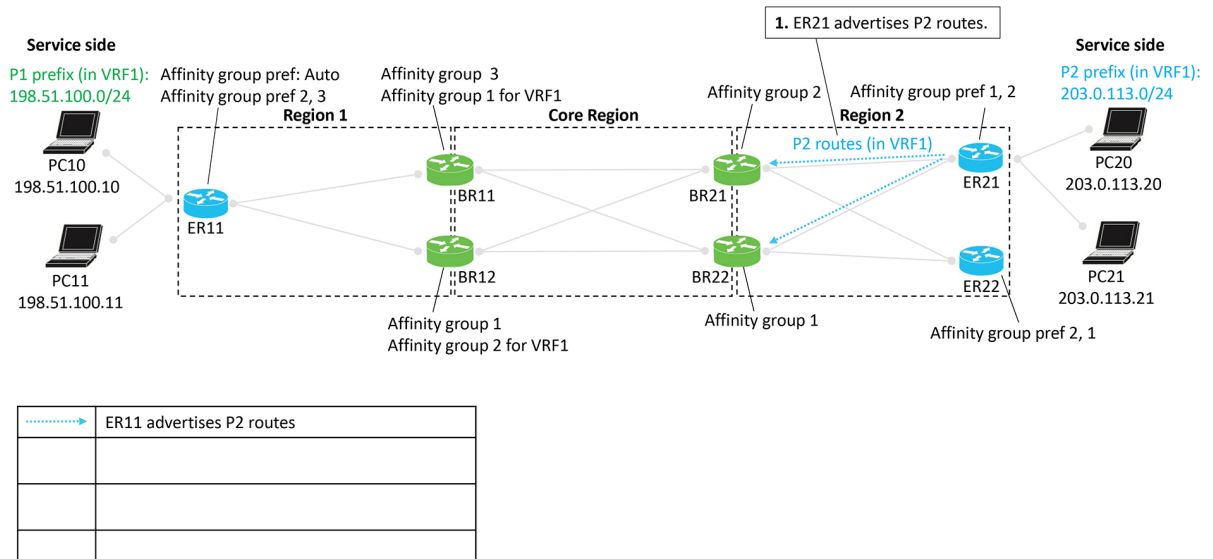 1. ER21 advertises P2 routes.
Service side
Service side
P1 prefix (in VRF1):
198.51.100.0/24
Affinity group pref: Auto
Affinity group pref 2, 3
Affinity group  3
Affinity group 1 for VRF1
Affinity group 2
Affinity group pref 1, 2
P2 prefix (in VRF1):
203.0.113.0/24
Region 1
Core Region
Region 2
P2 routes (in VRF1)
PC10
198.51.100.10
BR11
BR21
ER21
PC20
203.0.113.20
ER11
PC11
198.51.100.11
BR12
BR22
ER22
PC21
203.0.113.21
Affinity group 1
Affinity group 2 for VRF1
Affinity group 1
Affinity group pref 2, 1
ER11 advertises P2 routes